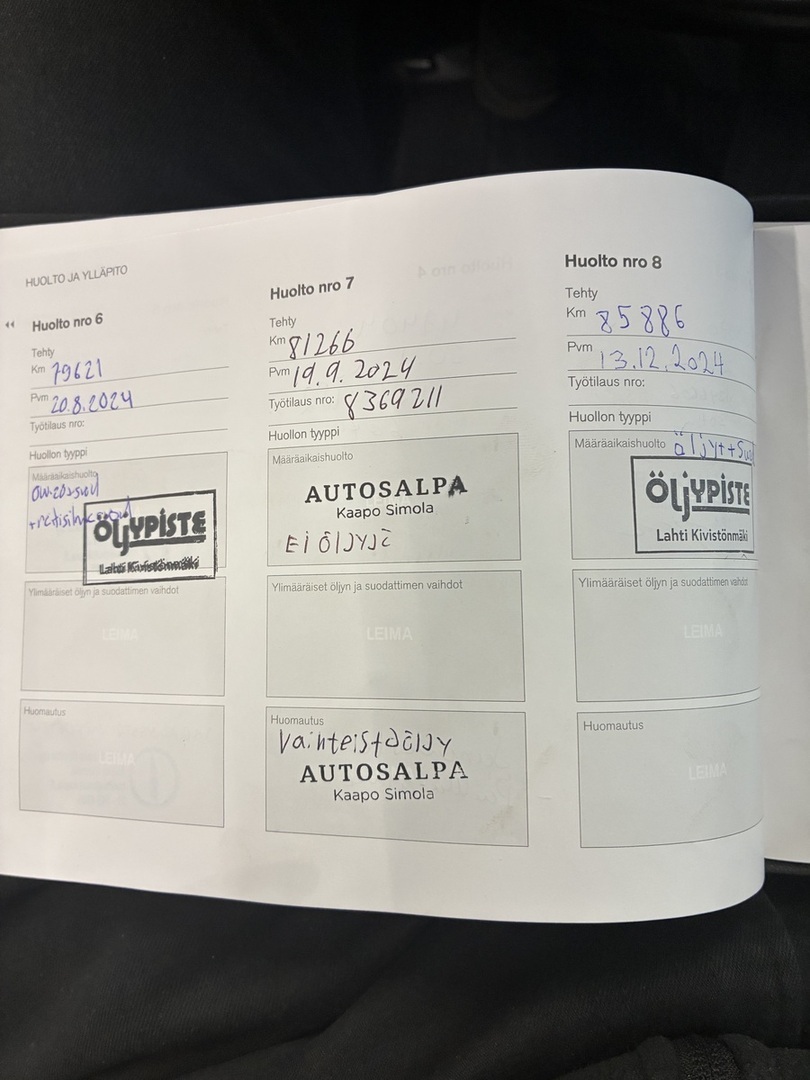 HUOLTO JA YLLÄPITO
Huolto nro 6
Tehty
Km 79621
Pvm 20.8.2024
Työtilaus nro:
Huollon tyyppi
Määräaikaishuolto
ÖLJYPISTE
Lahti Kivistönmäki
Ylimääräiset öljyn ja suodattimen vaihdot
LEIMA
Huomautus
LEIMA
Huolto nro 7
Tehty
Km 81266
Pvm 19.9.2024
Työtilaus nro: 8369211
Huollon tyyppi
Määräaikaishuolto
AUTOSALPA
Kaapo Simola
Ei öljyjä
Ylimääräiset öljyn ja suodattimen vaihdot
LEIMA
Huomautus
Vaihteistoöljy
AUTOSALPA
Kaapo Simola
Huolto nro 8
Tehty
Km 85886
Pvm 13.12.2024
Työtilaus nro:
Huollon tyyppi
Määräaikaishuolto öljyt+suod
ÖLJYPISTE
Lahti Kivistönmäki
Ylimääräiset öljyn ja suodattimen vaihdot
LEIMA
Huomautus
LEIMA